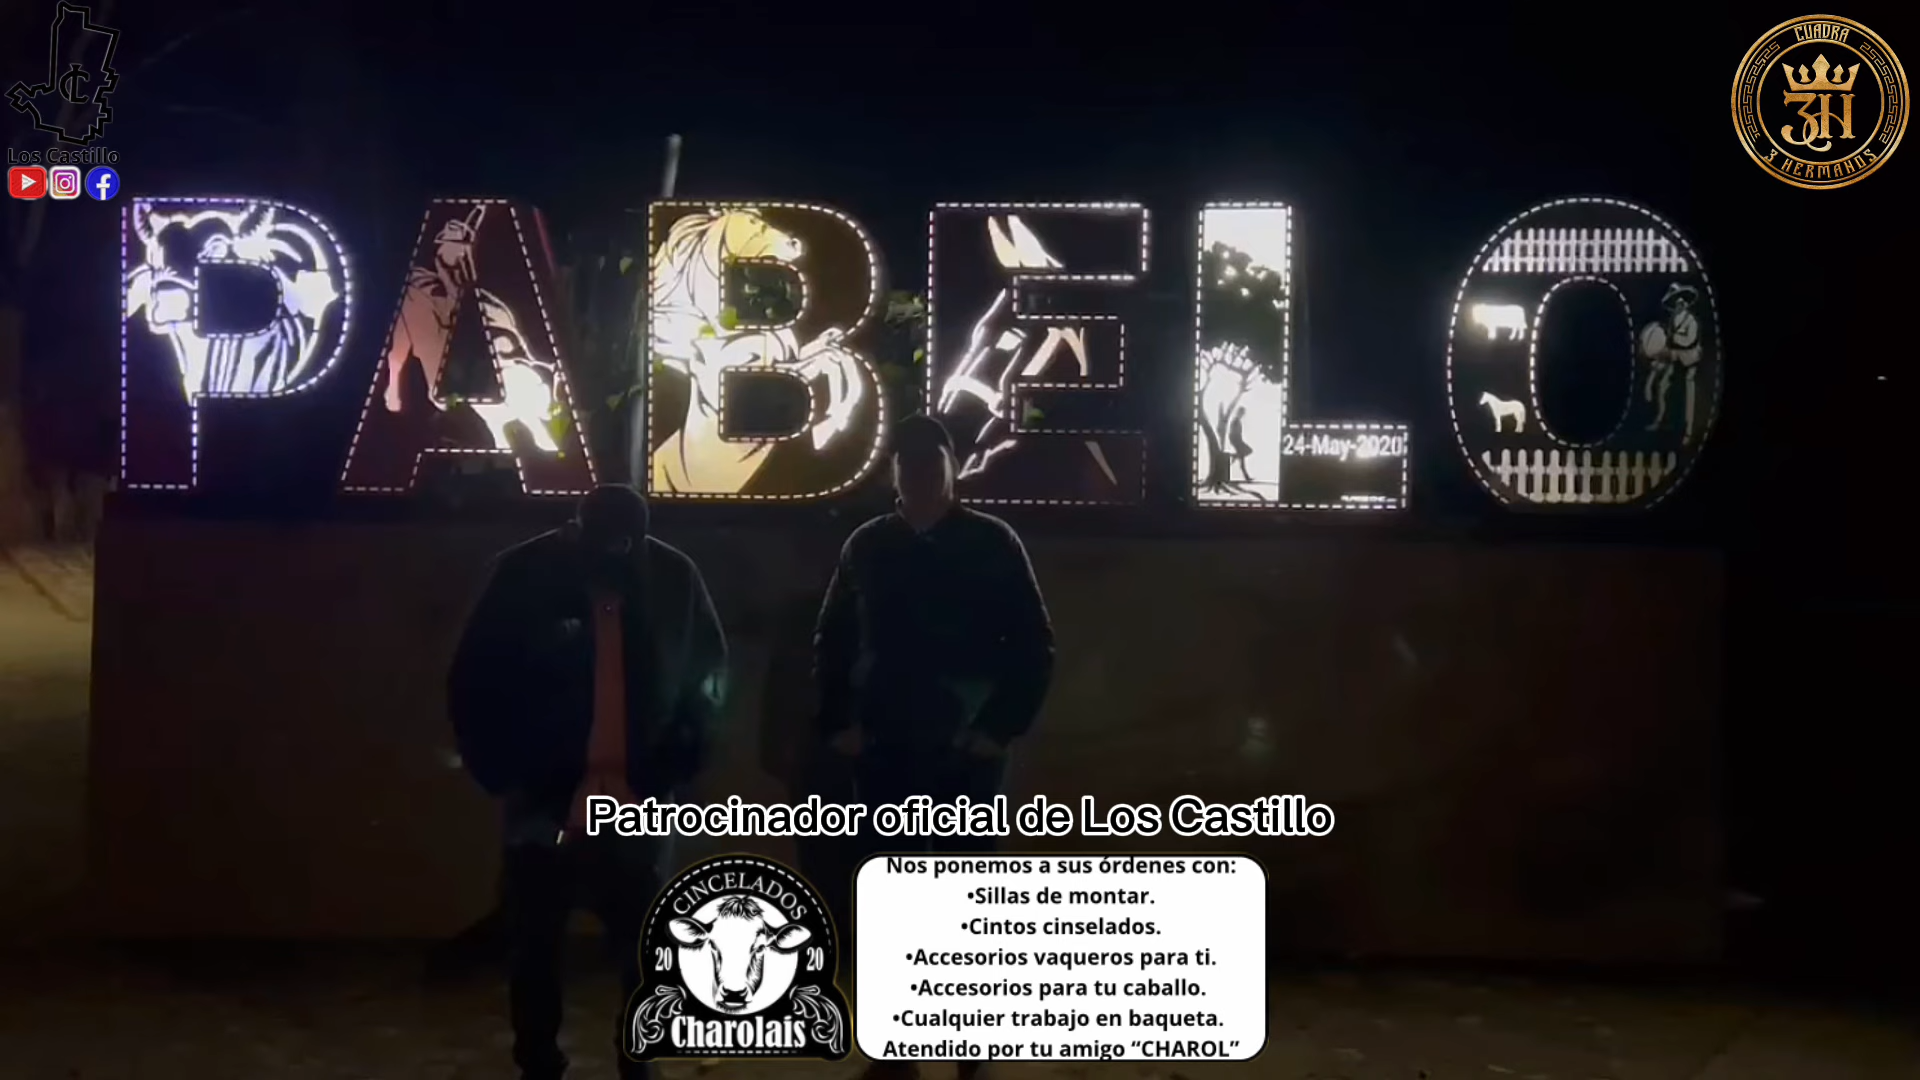 CL
Los Castillo
CUADRA
3H
3 HERMANOS
PABELO
24-May-2020
Patrocinador oficial de Los Castillo
CINCELADOS
20 20
Charolais
Nos ponemos a sus órdenes con:
•Sillas de montar.
•Cintos cinselados.
•Accesorios vaqueros para ti.
•Accesorios para tu caballo.
•Cualquier trabajo en baqueta.
Atendido por tu amigo “CHAROL”